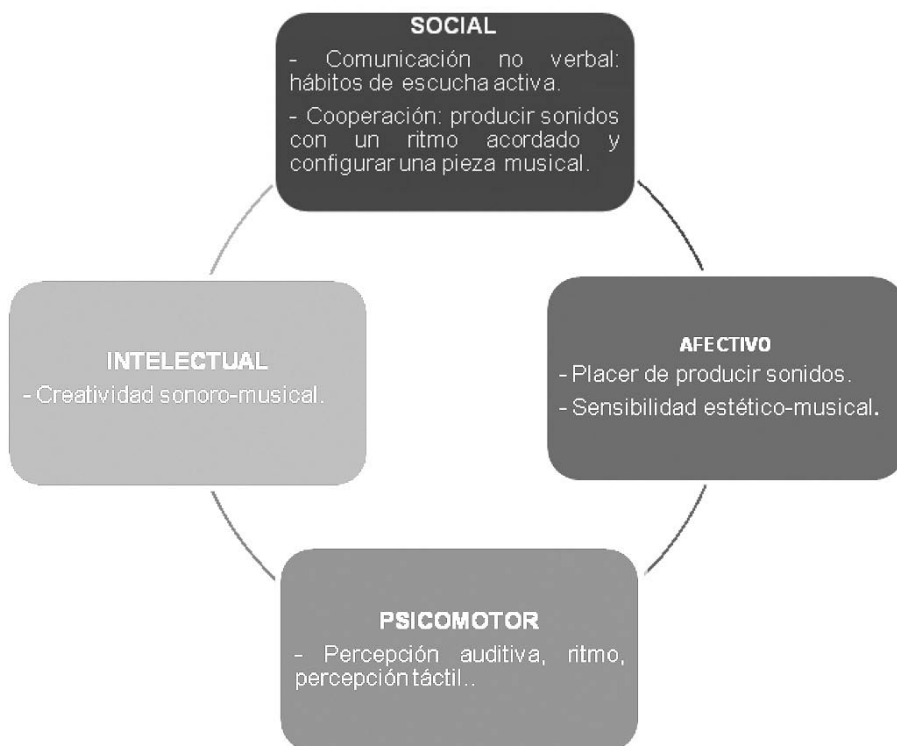 SOCIAL
- Comunicación no verbal:
hábitos de escucha activa.
- Cooperación: producir sonidos
con un ritmo acordado y
configurar una pieza musical.
INTELECTUAL
- Creatividad sonoro-musical.
AFECTIVO
- Placer de producir sonidos.
- Sensibilidad estético-musical.
PSICOMOTOR
- Percepción auditiva, ritmo,
percepción táctil..